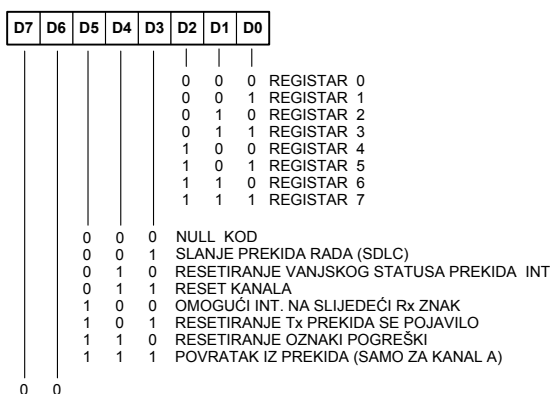 D7 D6 D5 D4 D3 D2 D1 D0
0 0 0 REGISTAR 0
0 0 1 REGISTAR 1
0 1 0 REGISTAR 2
0 1 1 REGISTAR 3
1 0 0 REGISTAR 4
1 0 1 REGISTAR 5
1 1 0 REGISTAR 6
1 1 1 REGISTAR 7
0 0 0 NULL KOD
0 0 1 SLANJE PREKIDA RADA (SDLC)
0 1 0 RESETIRANJE VANJSKOG STATUSA PREKIDA INT
0 1 1 RESET KANALA
1 0 0 OMOGUĆI INT. NA SLIJEDEĆI Rx ZNAK
1 0 1 RESETIRANJE Tx PREKIDA SE POJAVILO
1 1 0 RESETIRANJE OZNAKI POGREŠKI
1 1 1 POVRATAK IZ PREKIDA (SAMO ZA KANAL A)
0 0